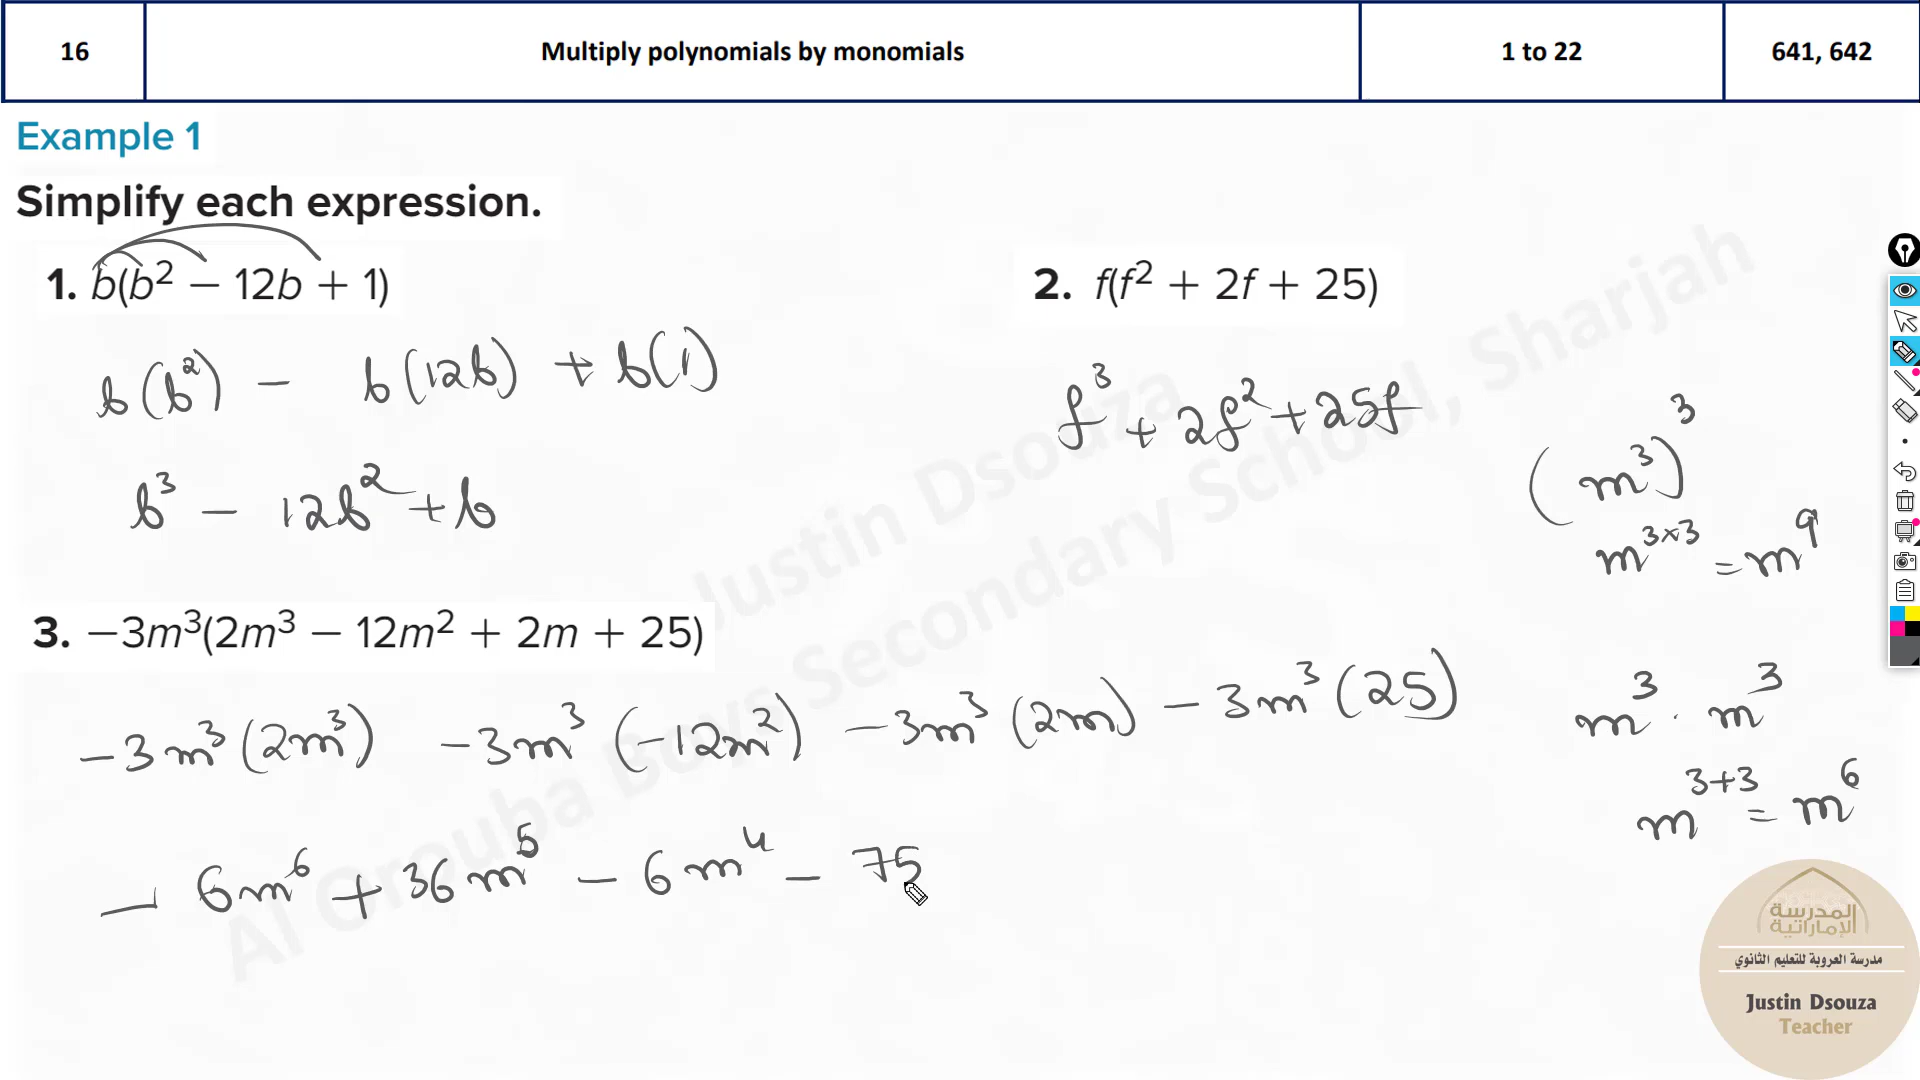 16 Multiply polynomials by monomials 1 to 22 641, 642
Example 1
Simplify each expression.
1. b(b² − 12b + 1)
b(b²) − b(12b) + b(1)
b³ − 12b² + b
2. f(f² + 2f + 25)
f³ + 2f² + 25f
(m³)³
m³ˣ³ = m⁹
3. −3m³(2m³ − 12m² + 2m + 25)
−3m³(2m³) −3m³(−12m²) −3m³(2m) −3m³(25)
−6m⁶ + 36m⁵ − 6m⁴ − 75
m³ · m³
m³⁺³ = m⁶
Justin Dsouza
Al Orouba Boys Secondary School, Sharjah
المدرسة
الإماراتية
مدرسة العروبة للتعليم الثانوي
Justin Dsouza
Teacher